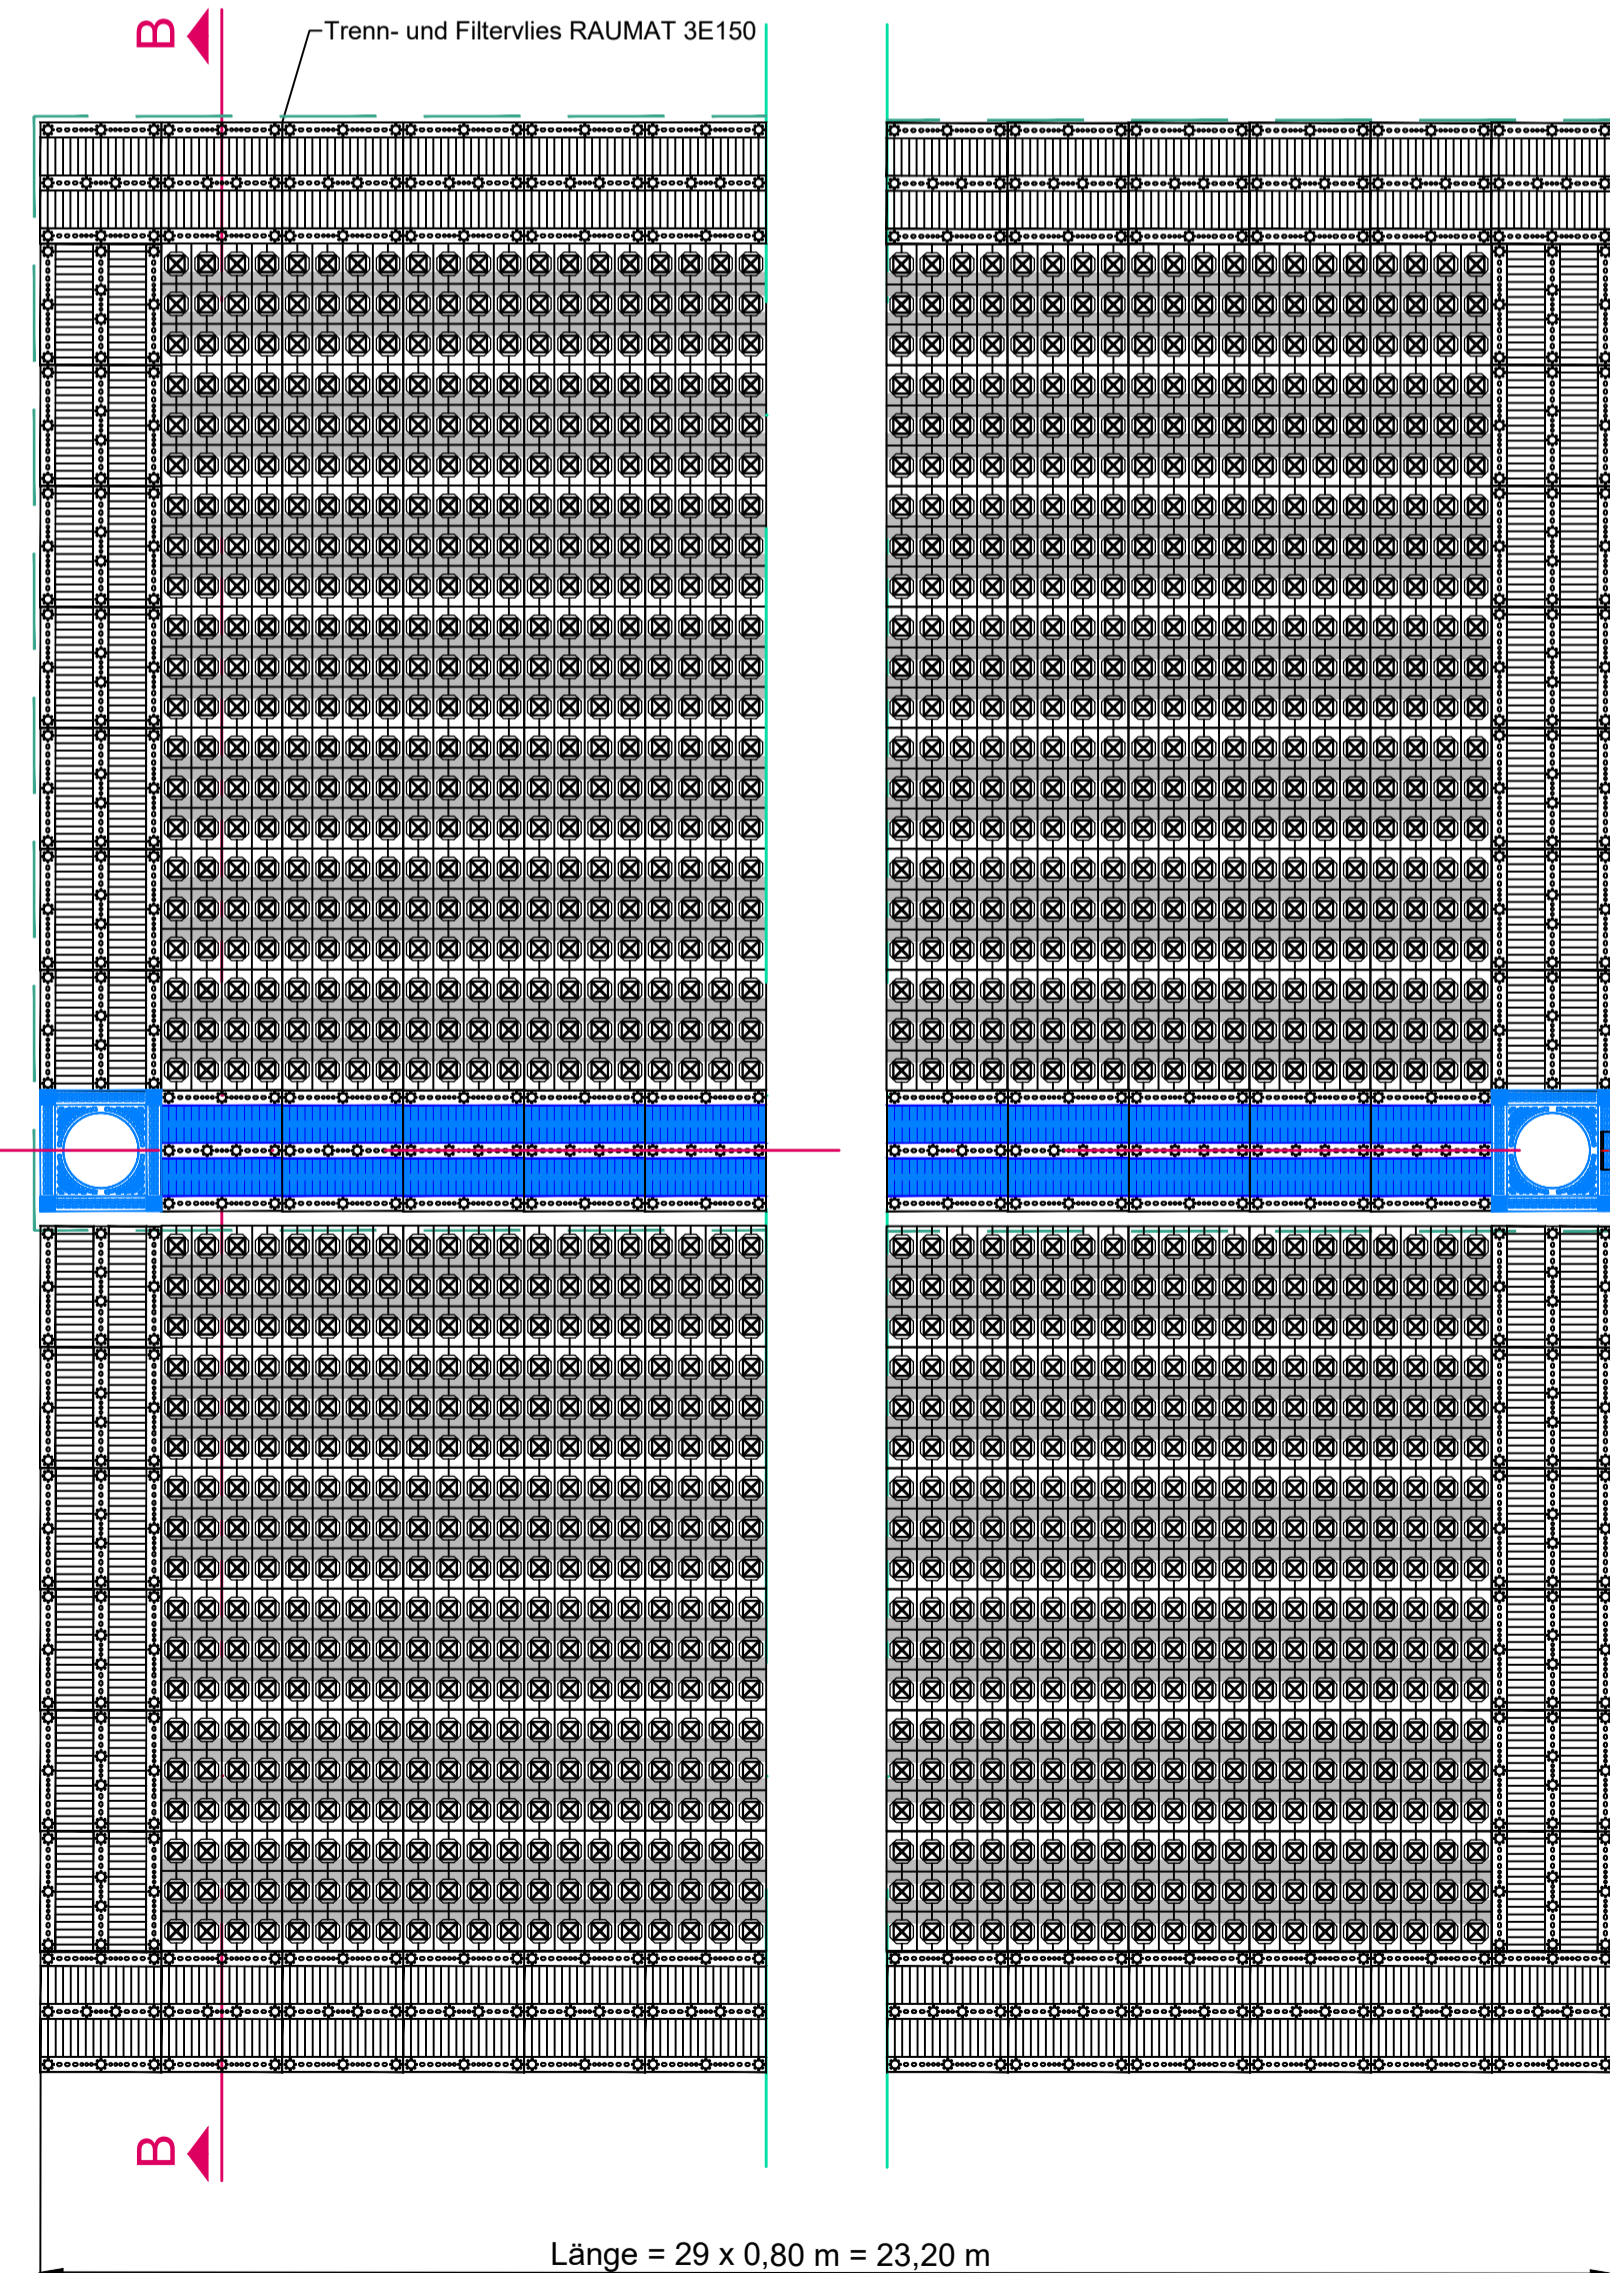 B
Trenn- und Filtervlies RAUMAT 3E150
B
Länge = 29 x 0,80 m = 23,20 m